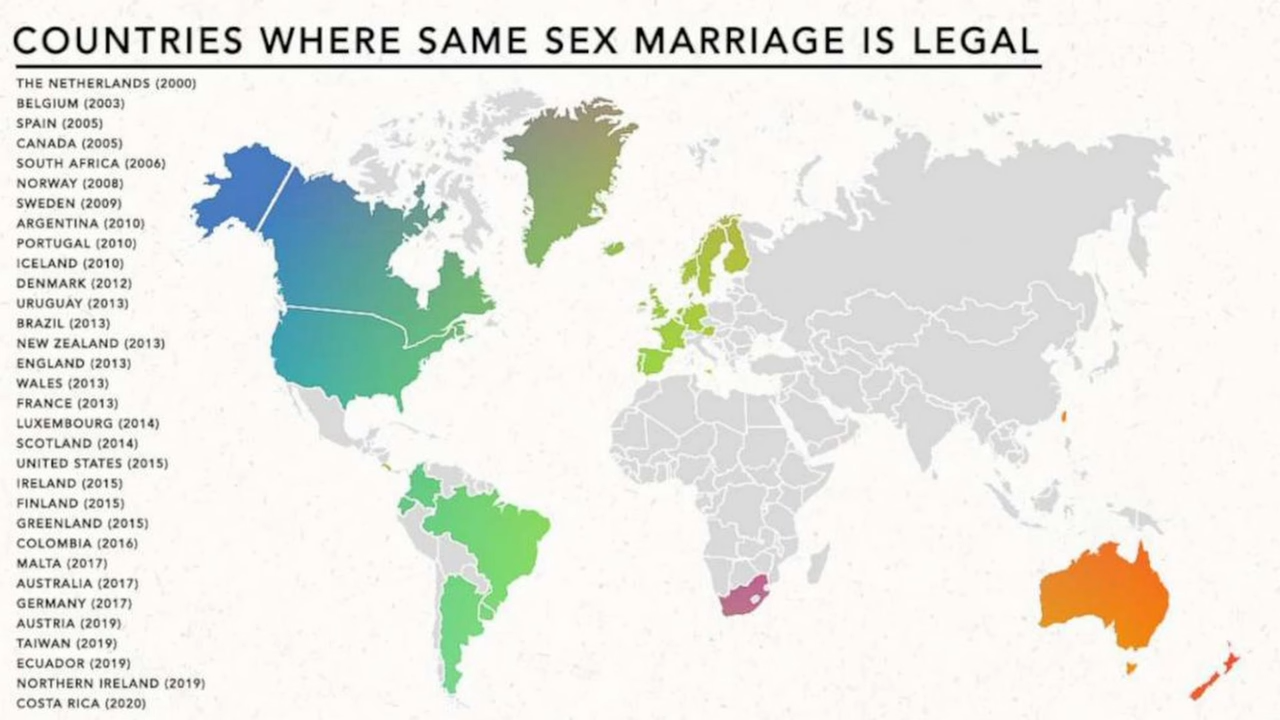 COUNTRIES WHERE SAME SEX MARRIAGE IS LEGAL
THE NETHERLANDS (2000)
BELGIUM (2003)
SPAIN (2005)
CANADA (2005)
SOUTH AFRICA (2006)
NORWAY (2008)
SWEDEN (2009)
ARGENTINA (2010)
PORTUGAL (2010)
ICELAND (2010)
DENMARK (2012)
URUGUAY (2013)
BRAZIL (2013)
NEW ZEALAND (2013)
ENGLAND (2013)
WALES (2013)
FRANCE (2013)
LUXEMBOURG (2014)
SCOTLAND (2014)
UNITED STATES (2015)
IRELAND (2015)
FINLAND (2015)
GREENLAND (2015)
COLOMBIA (2016)
MALTA (2017)
AUSTRALIA (2017)
GERMANY (2017)
AUSTRIA (2019)
TAIWAN (2019)
ECUADOR (2019)
NORTHERN IRELAND (2019)
COSTA RICA (2020)